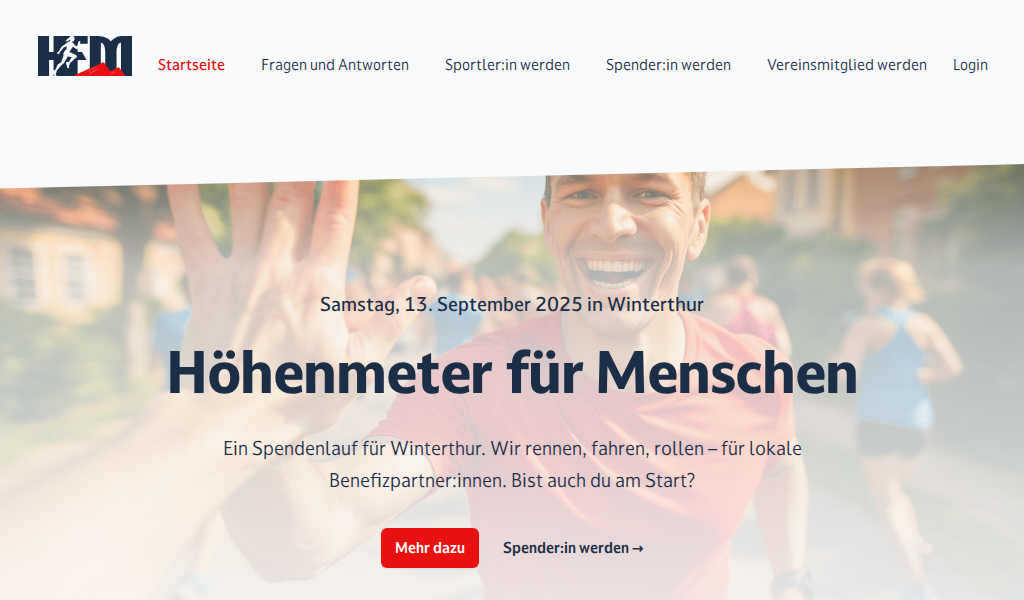 HFM
Startseite
Fragen und Antworten
Sportler:in werden
Spender:in werden
Vereinsmitglied werden
Login
Samstag, 13. September 2025 in Winterthur
Höhenmeter für Menschen
Ein Spendenlauf für Winterthur. Wir rennen, fahren, rollen – für lokale
Benefizpartner:innen. Bist auch du am Start?
Mehr dazu
Spender:in werden →